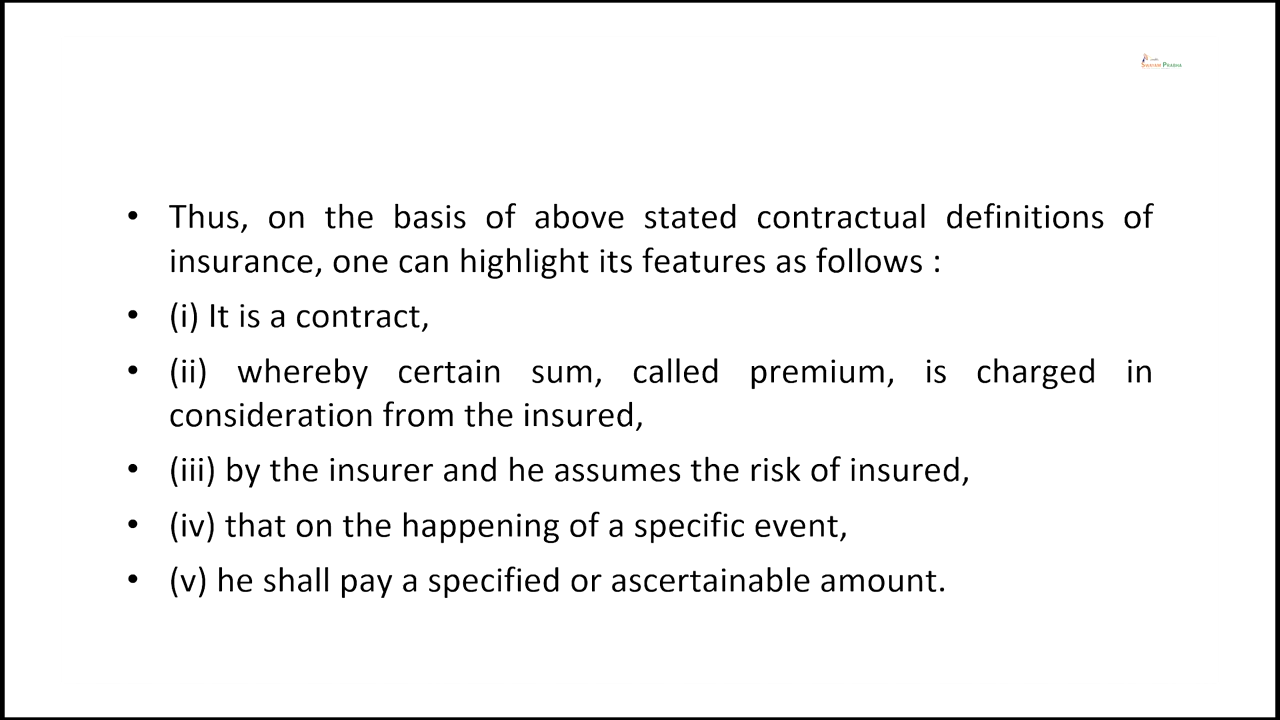 Swayam Prabha
• Thus, on the basis of above stated contractual definitions of
insurance, one can highlight its features as follows :
• (i) It is a contract,
• (ii) whereby certain sum, called premium, is charged in
consideration from the insured,
• (iii) by the insurer and he assumes the risk of insured,
• (iv) that on the happening of a specific event,
• (v) he shall pay a specified or ascertainable amount.